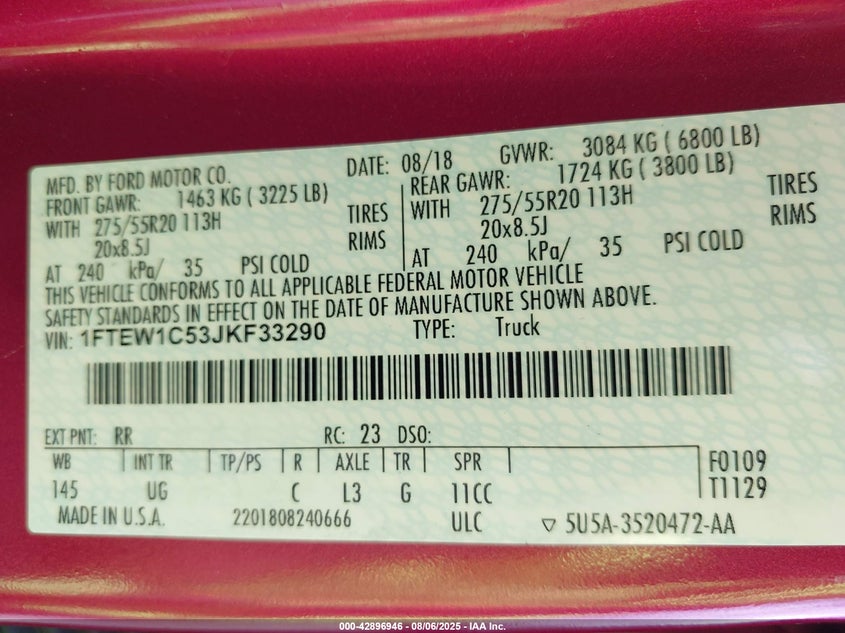 MFD. BY FORD MOTOR CO. DATE: 08/18 GVWR: 3084 KG ( 6800 LB)
FRONT GAWR: 1463 KG ( 3225 LB)
WITH 275/55R20 113H TIRES
20x8.5J RIMS
AT 240 kPa/ 35 PSI COLD
REAR GAWR: 1724 KG ( 3800 LB)
WITH 275/55R20 113H TIRES
20x8.5J RIMS
AT 240 kPa/ 35 PSI COLD
THIS VEHICLE CONFORMS TO ALL APPLICABLE FEDERAL MOTOR VEHICLE
SAFETY STANDARDS IN EFFECT ON THE DATE OF MANUFACTURE SHOWN ABOVE.
VIN: 1FTEW1C53JKF33290 TYPE: Truck
EXT PNT: RR RC: 23 DSO:
WB INT TR TP/PS R AXLE TR SPR F0109
145 UG C L3 G 11CC T1129
MADE IN U.S.A. 2201808240666 ULC ▽ 5U5A-3520472-AA
000-42896946 - 08/06/2025 - IAA Inc.